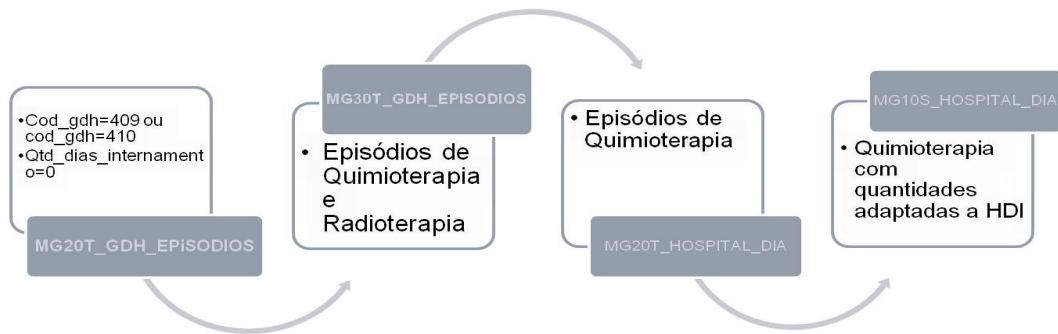 •Cod_gdh=409 ou
cod_gdh=410
•Qtd_dias_internament
o=0
MG20T_GDH_EPiSODIOS
MG30T_GDH_EPISODIOS
• Episódios de
Quimioterapia
e
Radioterapia
• Episódios de
Quimioterapia
MG20T_HOSPITAL_DIA
MG10S_HOSPITAL_DIA
• Quimioterapia
com
quantidades
adaptadas a HDI